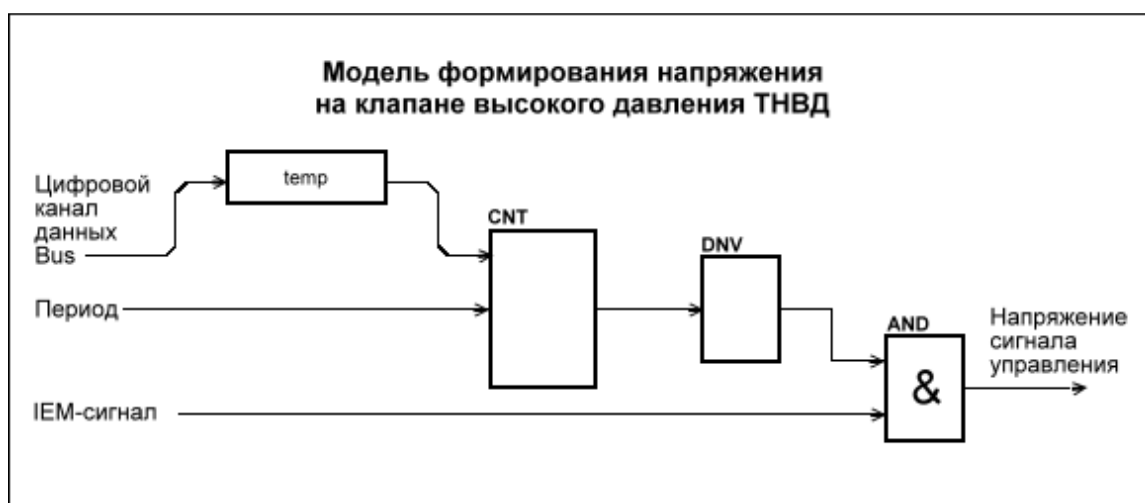 Модель формирования напряжения
на клапане высокого давления ТНВД
Цифровой
канал
данных
Bus
temp
CNT
DNV
Период
AND
&
Напряжение
сигнала
управления
IEM-сигнал